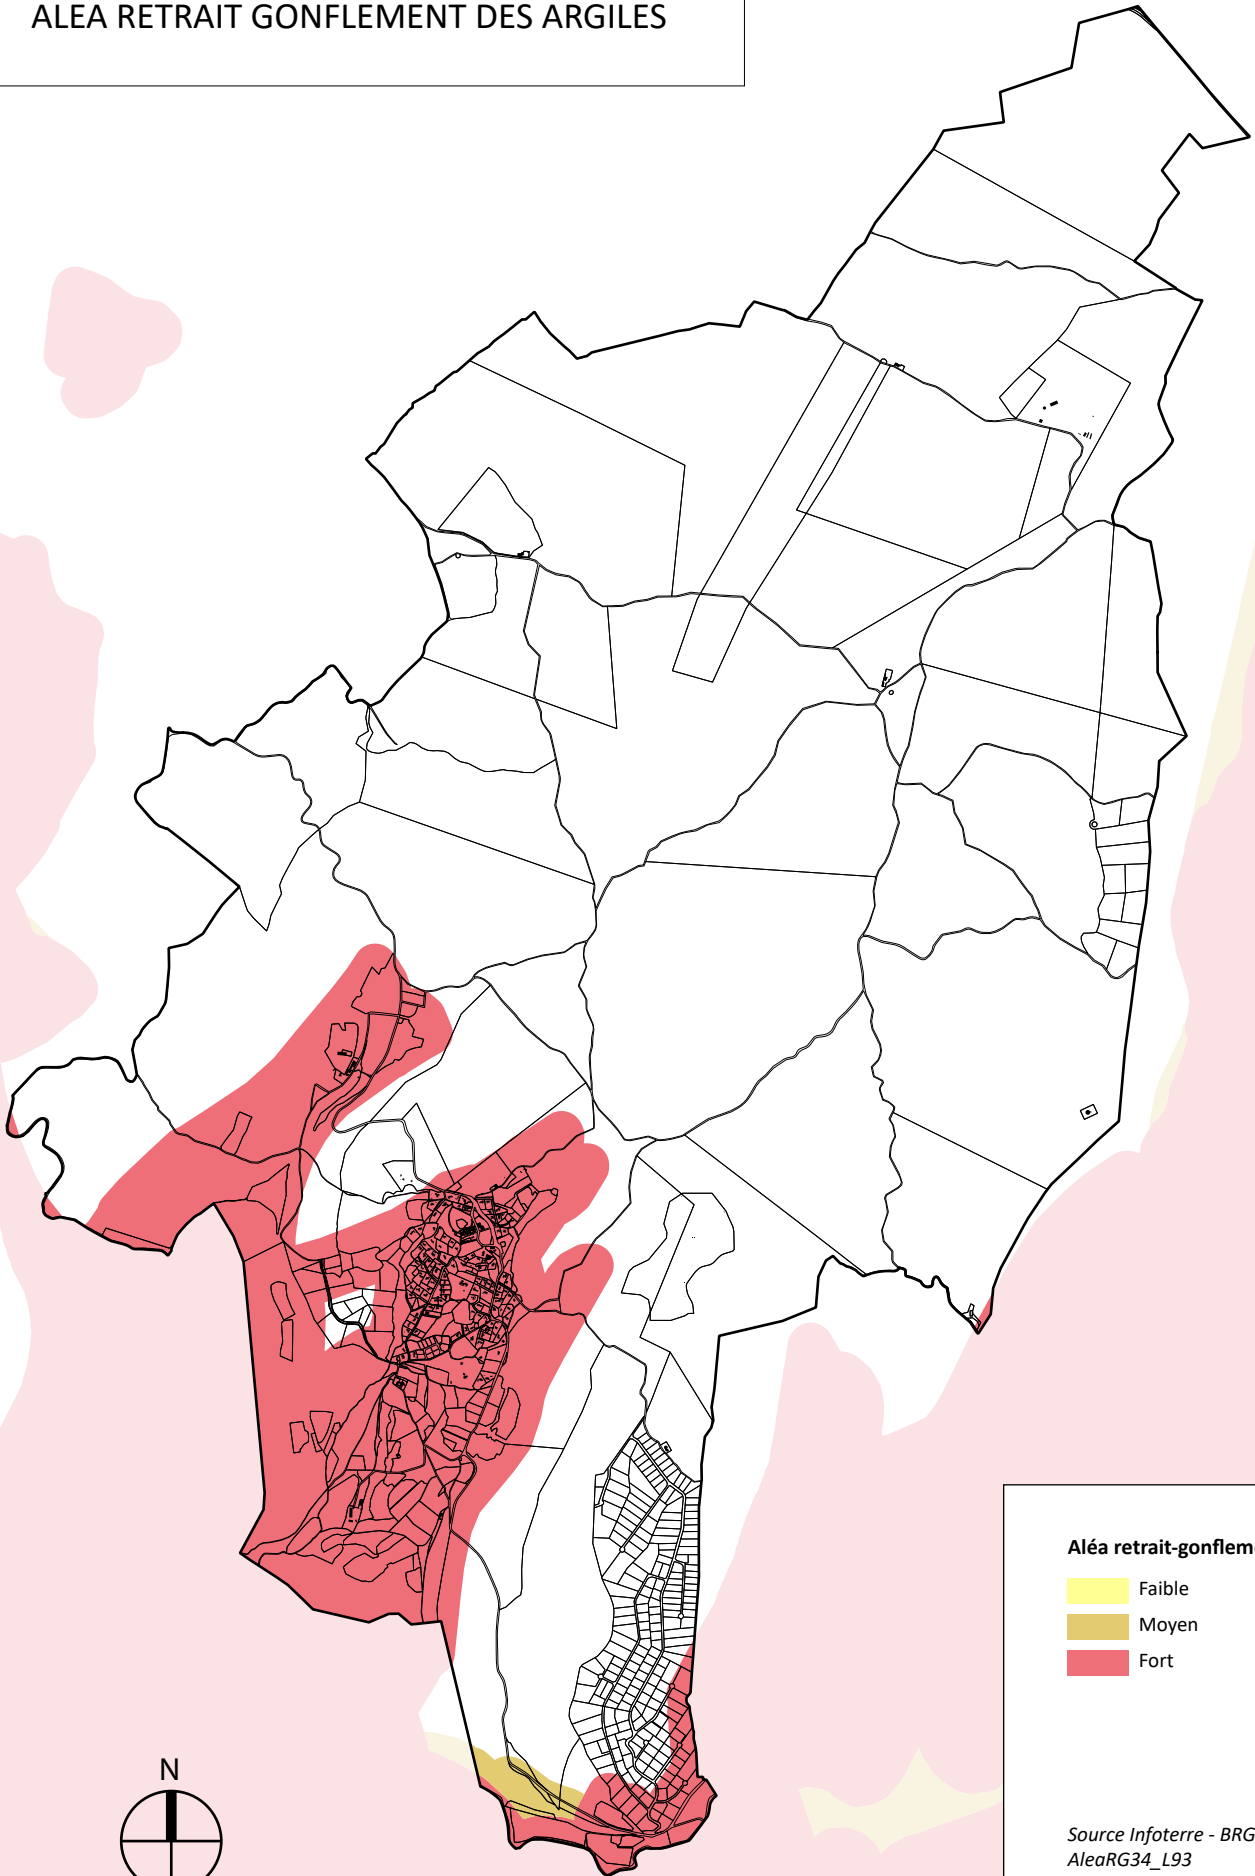 ALEA RETRAIT GONFLEMENT DES ARGILES
Aléa retrait-gonflem
Faible
Moyen
Fort
N
Source Infoterre - BRG
AleaRG34_L93